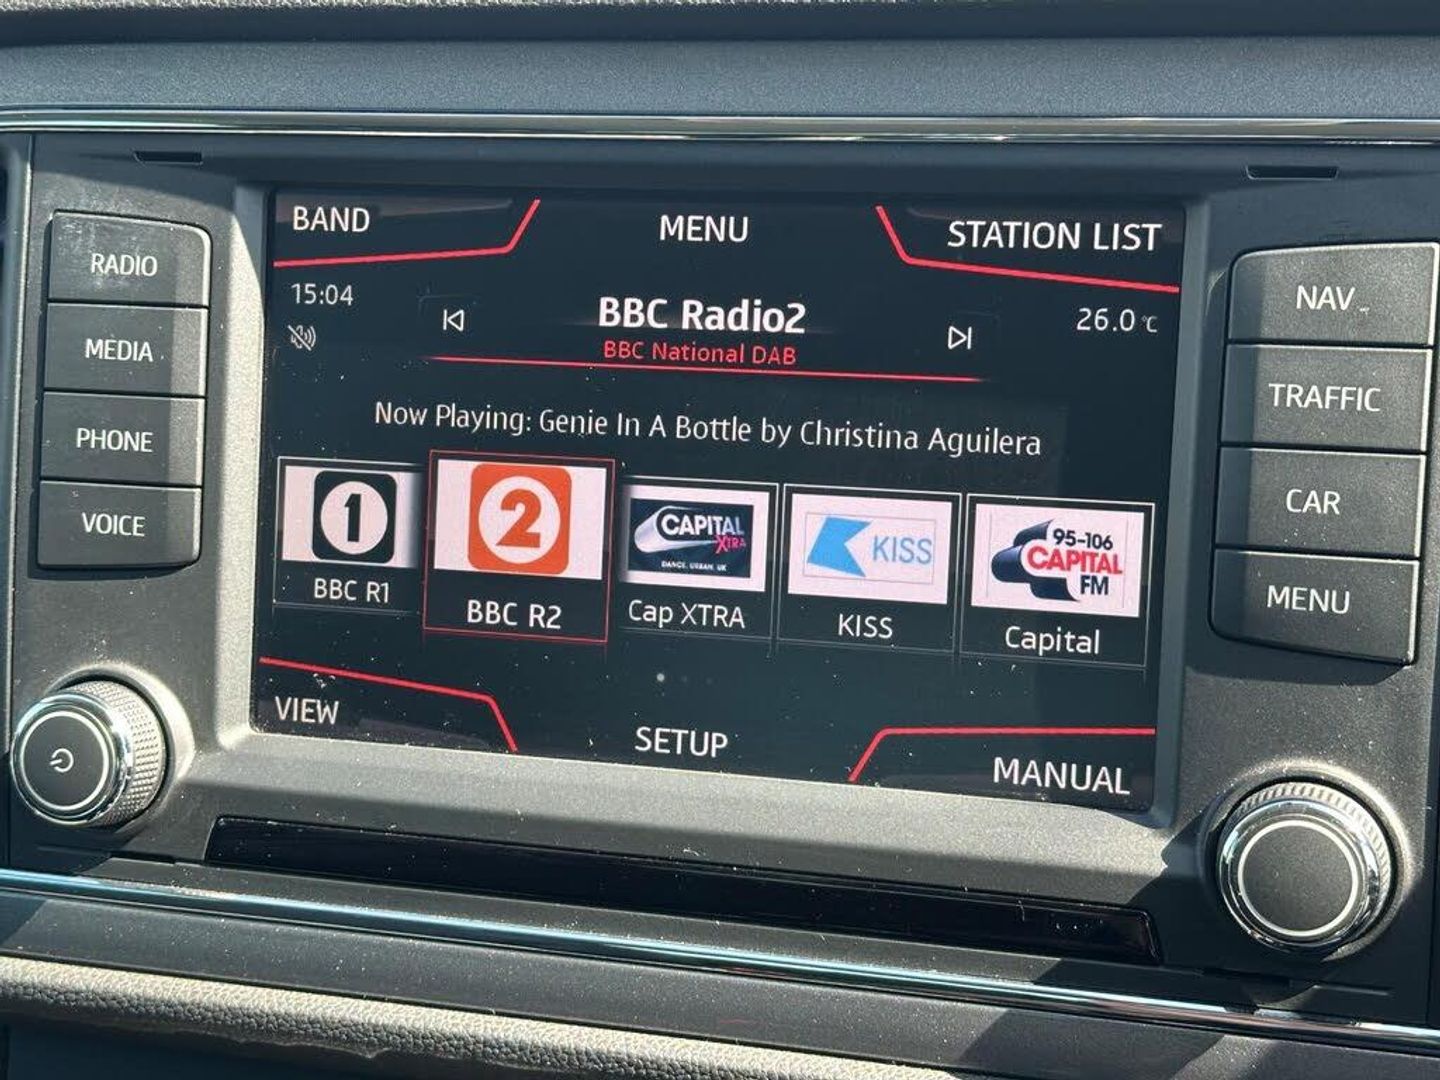 BAND
MENU
STATION LIST
15:04
BBC Radio2
26.0 °C
BBC National DAB
Now Playing: Genie In A Bottle by Christina Aguilera
1
2
CAPITAL
XTRA
DANCE. URBAN. UK
KISS
95-106
CAPITAL
FM
BBC R1
BBC R2
Cap XTRA
KISS
Capital
VIEW
SETUP
MANUAL
RADIO
MEDIA
PHONE
VOICE
NAV
TRAFFIC
CAR
MENU